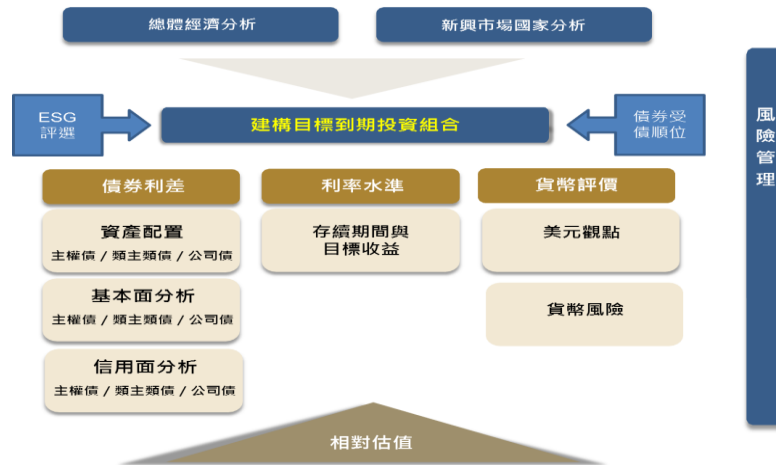 總體經濟分析
新興市場國家分析
ESG
評選
建構目標到期投資組合
債券受
償順位
風
險
管
理
債券利差
利率水準
貨幣評價
資產配置
主權債 / 類主類債 / 公司債
存續期間與
目標收益
美元觀點
基本面分析
主權債 / 類主類債 / 公司債
貨幣風險
信用面分析
主權債 / 類主類債 / 公司債
相對估值